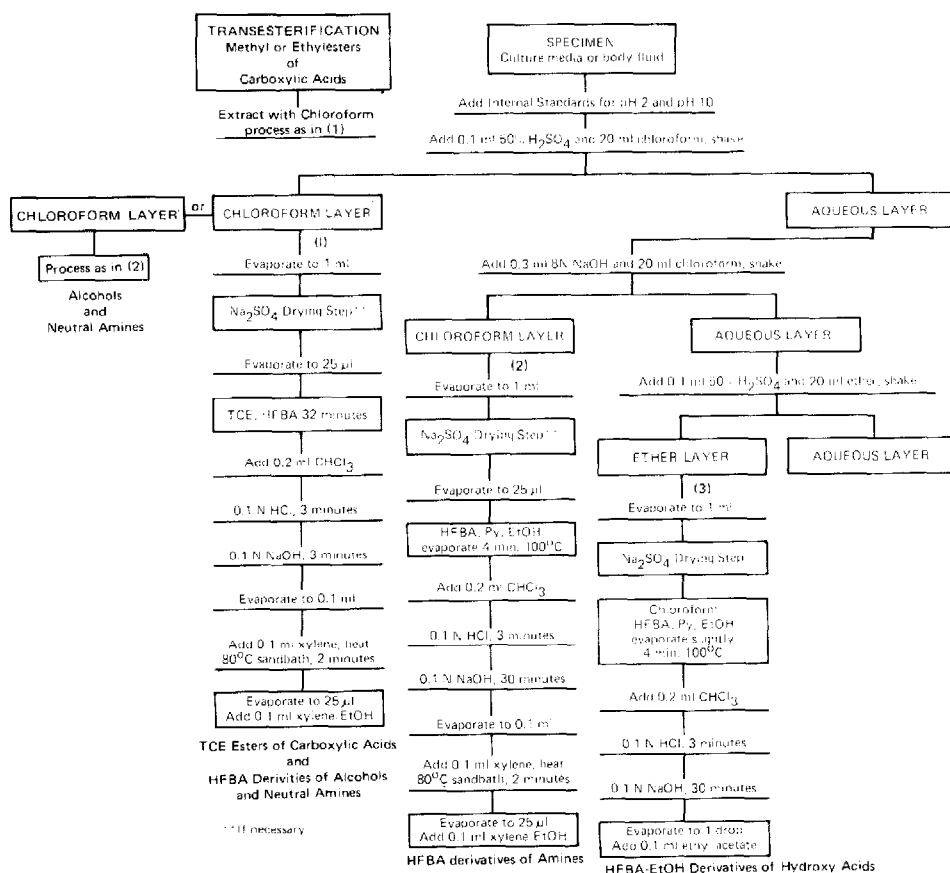 TRANSESTERIFICATION
Methyl or Ethylesters
of
Carboxylic Acids
Extract with Chloroform
process as in (1)
SPECIMEN
Culture media or body fluid
Add Internal Standards for pH 2 and pH 10
Add 0.1 ml 50% H₂SO₄ and 20 ml chloroform, shake
CHLOROFORM LAYER
or
CHLOROFORM LAYER
AQUEOUS LAYER
Process as in (2)
Alcohols
and
Neutral Amines
(1)
Evaporate to 1 ml
Na₂SO₄ Drying Step**
Evaporate to 25 µl
TCE, HFBA 32 minutes
Add 0.2 ml CHCl₃
0.1 N HCl, 3 minutes
0.1 N NaOH, 3 minutes
Evaporate to 0.1 ml
Add 0.1 ml xylene, heat
80°C sandbath, 2 minutes
Evaporate to 25 µl
Add 0.1 ml xylene EtOH
TCE Esters of Carboxylic Acids
and
HFBA Derivities of Alcohols
and Neutral Amines
**If necessary
Add 0.3 ml 8N NaOH and 20 ml chloroform, shake
CHLOROFORM LAYER
AQUEOUS LAYER
(2)
Evaporate to 1 ml
Na₂SO₄ Drying Step**
Evaporate to 25 µl
HFBA, Py, EtOH
evaporate 4 min. 100°C
Add 0.2 ml CHCl₃
0.1 N HCl, 3 minutes
0.1 N NaOH, 30 minutes
Evaporate to 0.1 ml
Add 0.1 ml xylene, heat
80°C sandbath, 2 minutes
Evaporate to 25 µl
Add 0.1 ml xylene EtOH
HFBA derivatives of Amines
Add 0.1 ml 50% H₂SO₄ and 20 ml ether, shake
ETHER LAYER
AQUEOUS LAYER
(3)
Evaporate to 1 ml
Na₂SO₄ Drying Step
Chloroform
HFBA, Py, EtOH
evaporate slightly
4 min. 100°C
Add 0.2 ml CHCl₃
0.1 N HCl, 3 minutes
0.1 N NaOH, 30 minutes
Evaporate to 1 drop
Add 0.1 ml ethyl acetate
HFBA-EtOH Derivatives of Hydroxy Acids